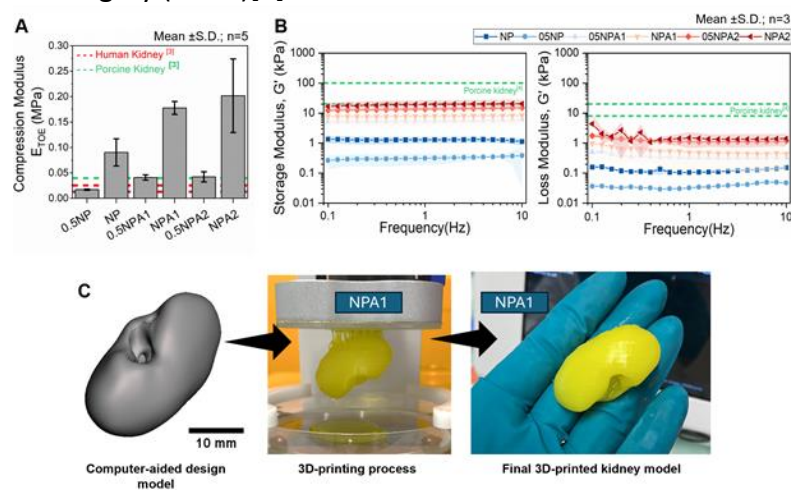 A
Mean ±S.D.; n=5
Compression Modulus
E_TOE (MPa)
0.30
0.25
0.20
0.15
0.10
0.05
0.00
Human Kidney [3]
Porcine Kidney [3]
0.5NP
NP
0.5NPA1
NPA1
0.5NPA2
NPA2
B
Mean ±S.D.; n=3
NP
05NP
05NPA1
NPA1
05NPA2
NPA2
Storage Modulus, G' (kPa)
1000
100
10
1
0.1
0.01
Porcine kidney
0.1
1
10
Frequency(Hz)
Loss Modulus, G' (kPa)
1000
100
10
1
0.1
0.01
Porcine kidney
0.1
1
10
Frequency(Hz)
C
10 mm
NPA1
NPA1
Computer-aided design
model
3D-printing process
Final 3D-printed kidney model